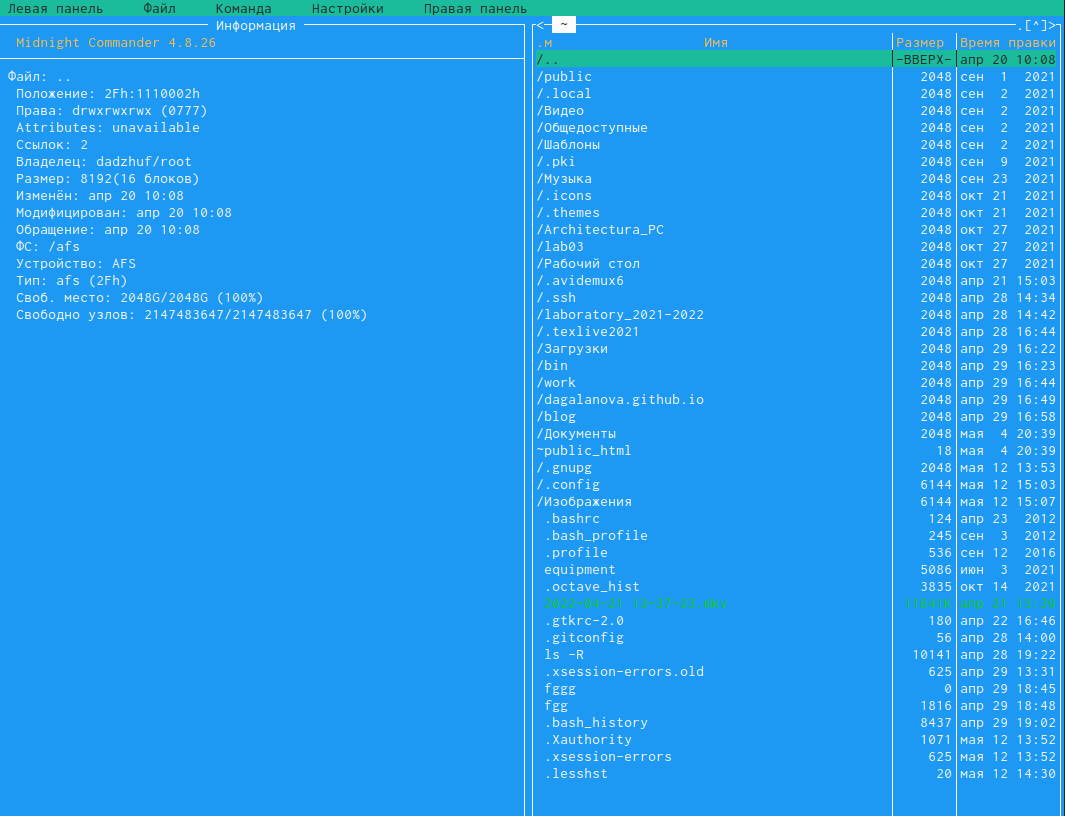 Левая панель Файл Команда Настройки Правая панель
Информация
Midnight Commander 4.8.26
Файл: ..
Положение: 2Fh:1110002h
Права: drwxrwxrwx (0777)
Attributes: unavailable
Ссылок: 2
Владелец: dadzhuf/root
Размер: 8192(16 блоков)
Изменён: апр 20 10:08
Модифицирован: апр 20 10:08
Обращение: апр 20 10:08
ФС: /afs
Устройство: AFS
Тип: afs (2Fh)
Своб. место: 2048G/2048G (100%)
Свободно узлов: 2147483647/2147483647 (100%)
<─ ~ .[^]>
.м Имя Размер Время правки
/.. -ВВЕРХ- апр 20 10:08
/public 2048 сен 1 2021
/.local 2048 сен 2 2021
/Видео 2048 сен 2 2021
/Общедоступные 2048 сен 2 2021
/Шаблоны 2048 сен 2 2021
/.pki 2048 сен 9 2021
/Музыка 2048 сен 23 2021
/.icons 2048 окт 21 2021
/.themes 2048 окт 21 2021
/Architectura_PC 2048 окт 27 2021
/lab03 2048 окт 27 2021
/Рабочий стол 2048 окт 27 2021
/.avidemux6 2048 апр 21 15:03
/.ssh 2048 апр 28 14:34
/laboratory_2021-2022 2048 апр 28 14:42
/.texlive2021 2048 апр 28 16:44
/Загрузки 2048 апр 29 16:22
/bin 2048 апр 29 16:23
/work 2048 апр 29 16:44
/dagalanova.github.io 2048 апр 29 16:49
/blog 2048 апр 29 16:58
/Документы 2048 мая 4 20:39
~public_html 18 мая 4 20:39
/.gnupg 2048 мая 12 13:53
/.config 6144 мая 12 15:03
/Изображения 6144 мая 12 15:07
.bashrc 124 апр 23 2012
.bash_profile 245 сен 3 2012
.profile 536 сен 12 2016
equipment 5086 июн 3 2021
.octave_hist 3835 окт 14 2021
.gtkrc-2.0 180 апр 22 16:46
.gitconfig 56 апр 28 14:00
ls -R 10141 апр 28 19:22
.xsession-errors.old 625 апр 29 13:31
fggg 0 апр 29 18:45
fgg 1816 апр 29 18:48
.bash_history 8437 апр 29 19:02
.Xauthority 1071 мая 12 13:52
.xsession-errors 625 мая 12 13:52
.lesshst 20 мая 12 14:30